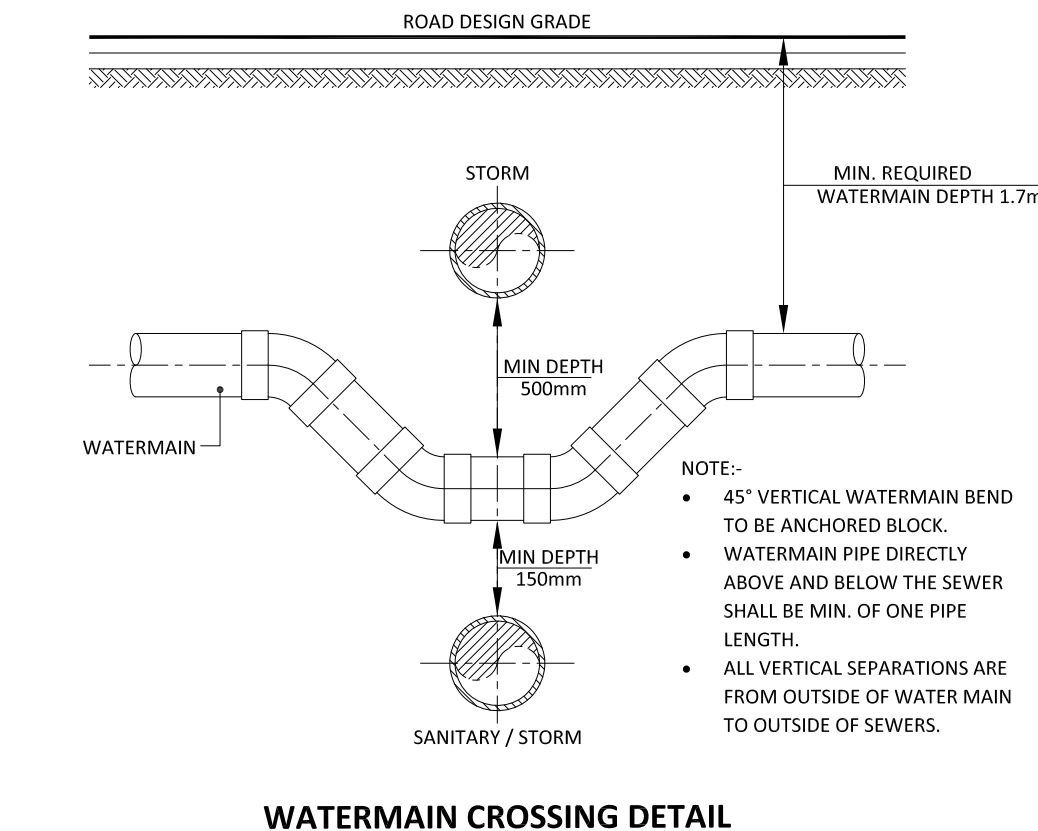 ROAD DESIGN GRADE
STORM
MIN. REQUIRED
WATERMAIN DEPTH 1.7m
MIN DEPTH
500mm
WATERMAIN
MIN DEPTH
150mm
SANITARY / STORM
NOTE:-
• 45° VERTICAL WATERMAIN BEND
TO BE ANCHORED BLOCK.
• WATERMAIN PIPE DIRECTLY
ABOVE AND BELOW THE SEWER
SHALL BE MIN. OF ONE PIPE
LENGTH.
• ALL VERTICAL SEPARATIONS ARE
FROM OUTSIDE OF WATER MAIN
TO OUTSIDE OF SEWERS.
WATERMAIN CROSSING DETAIL